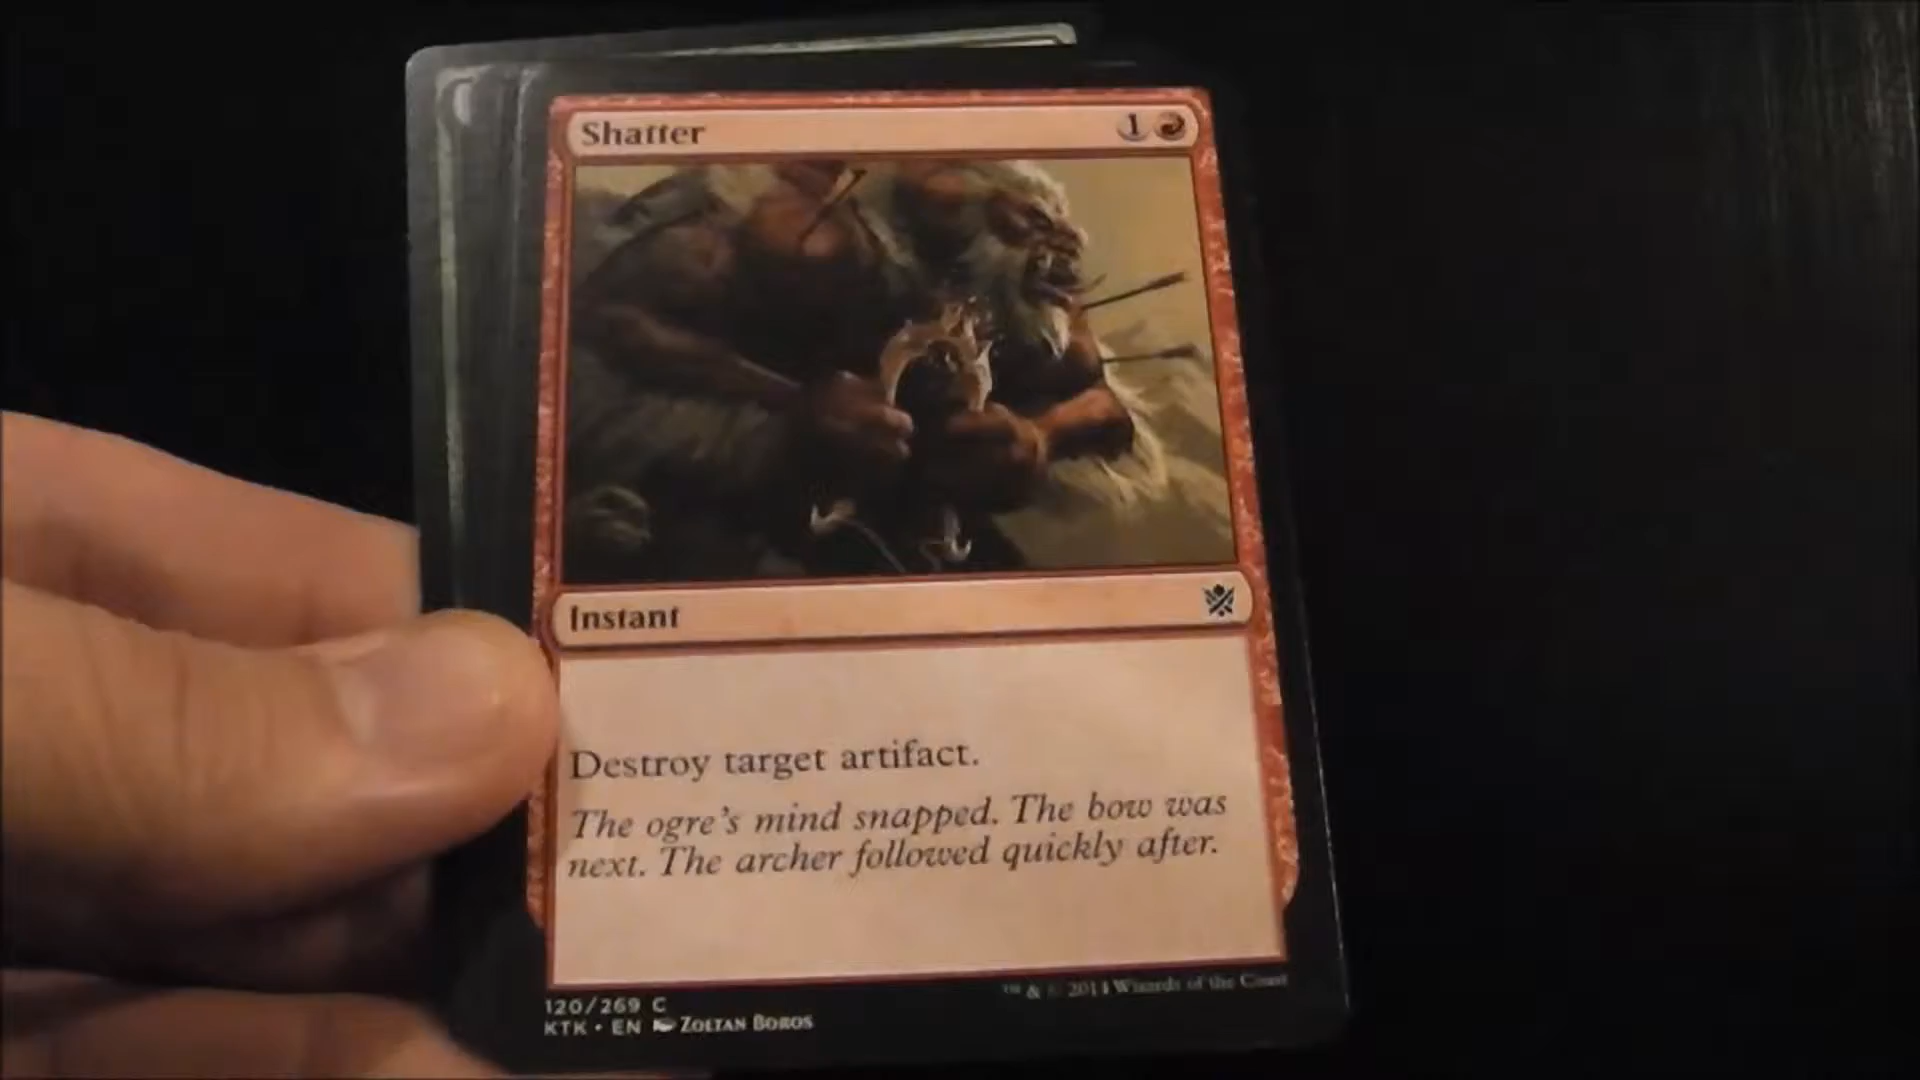 Shatter 1
Instant
Destroy target artifact.
The ogre's mind snapped. The bow was
next. The archer followed quickly after.
120/269 C
KTK • EN ZOLTAN BOROS
™ & © 2014 Wizards of the Coast